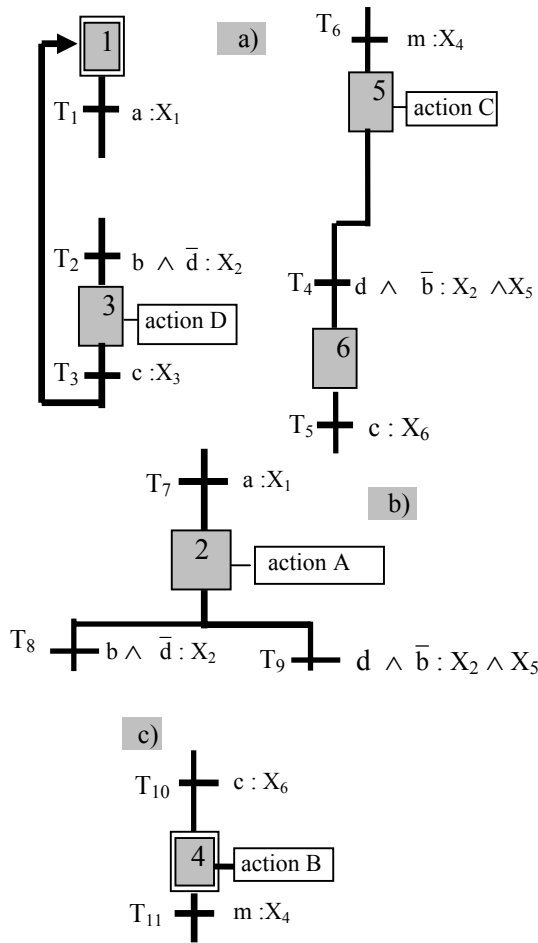 1
a)
T6
m :X4
5
action C
T1
a :X1
T2
b ∧ d̅ : X2
3
action D
T3
c :X3
T4
d ∧ b̅ : X2 ∧X5
6
T5
c : X6
T7
a :X1
b)
2
action A
T8
b ∧ d̅ : X2
T9
d ∧ b̅ : X2 ∧ X5
c)
T10
c : X6
4
action B
T11
m :X4